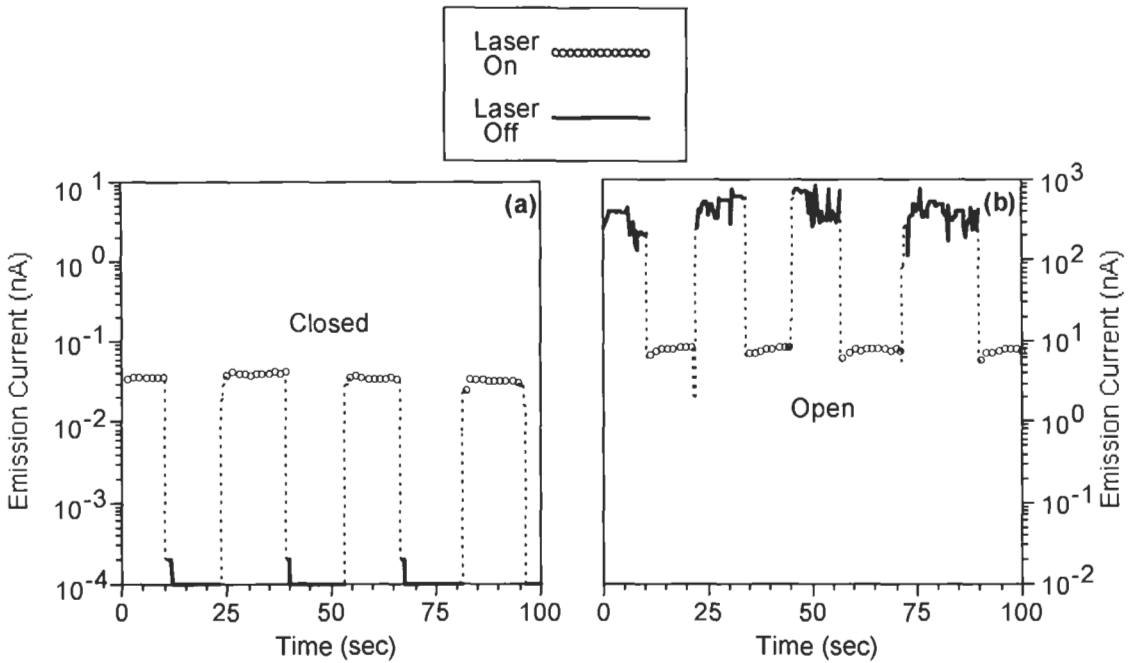 Laser
On
Laser
Off
(a)
Closed
Emission Current (nA)
10^1
10^0
10^-1
10^-2
10^-3
10^-4
0 25 50 75 100
Time (sec)
(b)
Open
10^3
10^2
10^1
10^0
10^-1
10^-2
Emission Current (nA)
0 25 50 75 100
Time (sec)